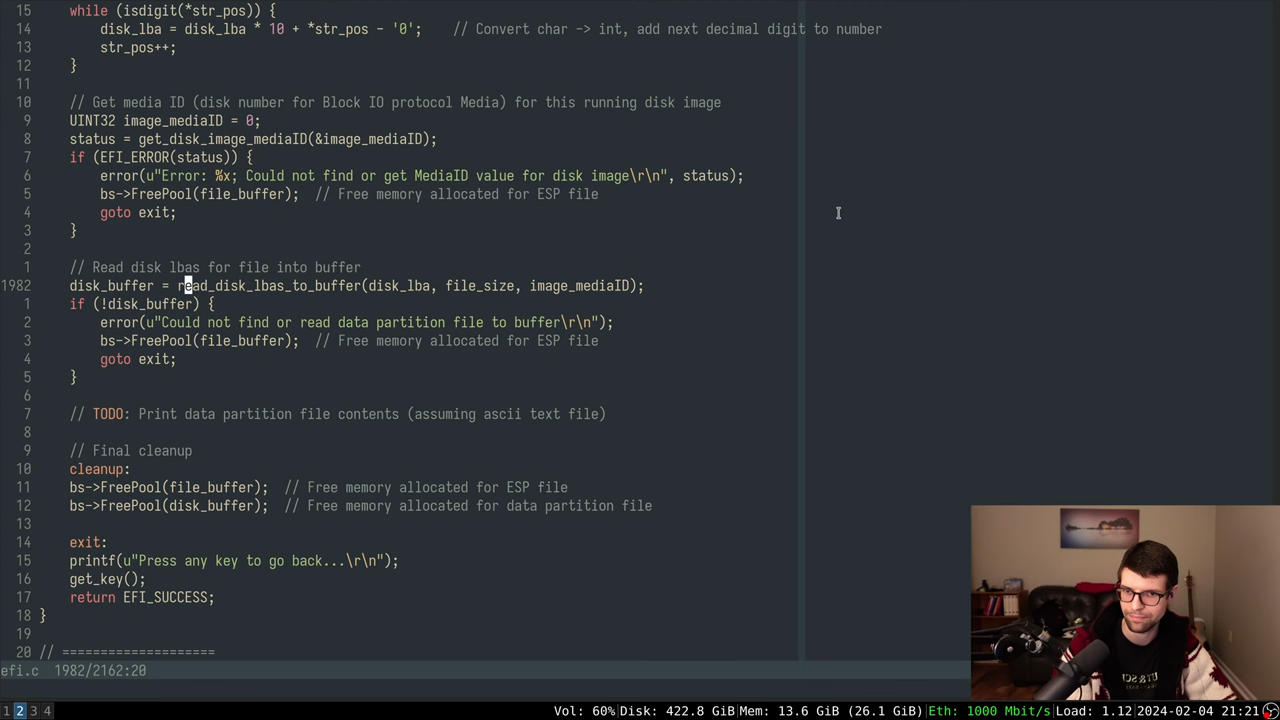 15     while (isdigit(*str_pos)) {
14         disk_lba = disk_lba * 10 + *str_pos - '0';    // Convert char -> int, add next decimal digit to number
13         str_pos++;
12     }
11
10     // Get media ID (disk number for Block IO protocol Media) for this running disk image
9     UINT32 image_mediaID = 0;
8     status = get_disk_image_mediaID(&image_mediaID);
7     if (EFI_ERROR(status)) {
6         error(u"Error: %x; Could not find or get MediaID value for disk image\r\n", status);
5         bs->FreePool(file_buffer);  // Free memory allocated for ESP file
4         goto exit;
3     }
2
1     // Read disk lbas for file into buffer
1982     disk_buffer = read_disk_lbas_to_buffer(disk_lba, file_size, image_mediaID);
1     if (!disk_buffer) {
2         error(u"Could not find or read data partition file to buffer\r\n");
3         bs->FreePool(file_buffer);  // Free memory allocated for ESP file
4         goto exit;
5     }
6
7     // TODO: Print data partition file contents (assuming ascii text file)
8
9     // Final cleanup
10     cleanup:
11     bs->FreePool(file_buffer);  // Free memory allocated for ESP file
12     bs->FreePool(disk_buffer);  // Free memory allocated for data partition file
13
14     exit:
15     printf(u"Press any key to go back...\r\n");
16     get_key();
17     return EFI_SUCCESS;
18 }
19
20 // ====================
efi.c  1982/2162:20
1 2 3 4 Vol: 60%|Disk: 422.8 GiB|Mem: 13.6 GiB (26.1 GiB)|Eth: 1000 Mbit/s|Load: 1.12|2024-02-04 21:21